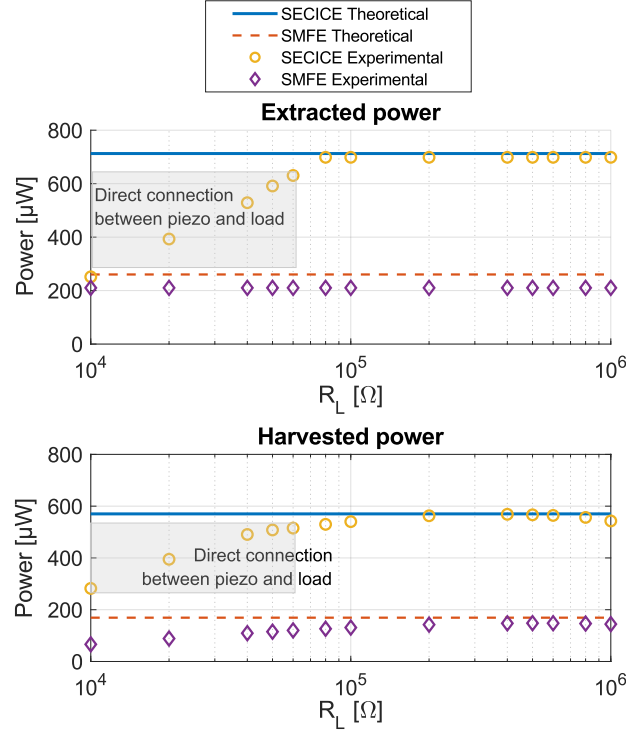 SECICE Theoretical
SMFE Theoretical
SECICE Experimental
SMFE Experimental
Extracted power
800
600
400
200
0
Power [µW]
Direct connection
between piezo and load
10^4
10^5
10^6
R_L [Ω]
Harvested power
800
600
400
200
0
Power [µW]
Direct connection
between piezo and load
10^4
10^5
10^6
R_L [Ω]